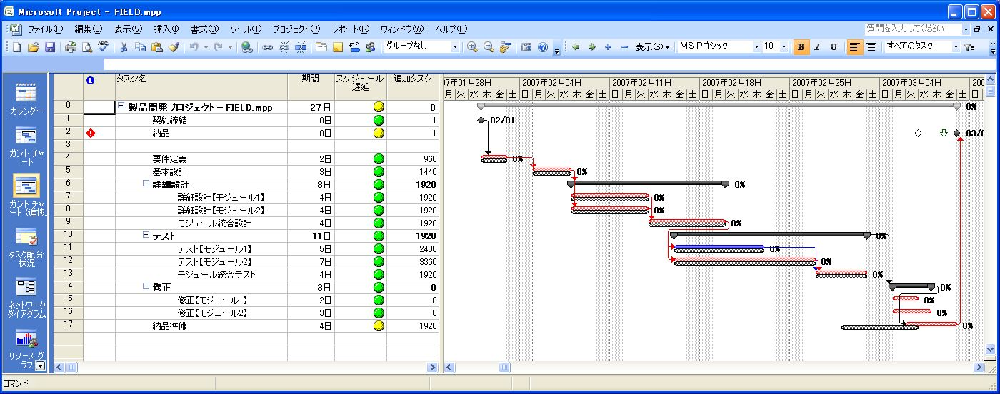 Microsoft Project - FIELD.mpp
ファイル(F) 編集(E) 表示(V) 挿入(I) 書式(O) ツール(T) プロジェクト(P) レポート(R) ウィンドウ(W) ヘルプ(H) 質問を入力してください
グループなし 表示(S) MS Pゴシック 10 B I U すべてのタスク
タスク名 期間 スケジュール遅延 追加タスク
07年01月28日 2007年02月04日 2007年02月11日 2007年02月18日 2007年02月25日 2007年03月04日 200
月 火 水 木 金 土 日 月 火 水 木 金 土 日 月 火 水 木 金 土 日 月 火 水 木 金 土 日 月 火 水 木 金 土 日 月 火 水 木 金 土 日 月
0 製品開発プロジェクト - FIELD.mpp 27日 0 0%
1 契約締結 0日 1 02/01
2 納品 0日 1
3
4 要件定義 2日 960 0%
5 基本設計 3日 1440 0%
6 詳細設計 8日 1920 0%
7 詳細設計【モジュール1】 4日 1920 0%
8 詳細設計【モジュール2】 4日 1920 0%
9 モジュール統合設計 4日 1920 0%
10 テスト 11日 1920 0%
11 テスト【モジュール1】 5日 2400 0%
12 テスト【モジュール2】 7日 3360 0%
13 モジュール統合テスト 4日 1920 0%
14 修正 3日 0 0%
15 修正【モジュール1】 2日 0 0%
16 修正【モジュール2】 3日 0 0%
17 納品準備 4日 1920 0%
カレンダー
ガント チャート
ガント チャート (進捗..
タスク配分状況
ネットワーク ダイアグラム
リソース グラフ
コマンド